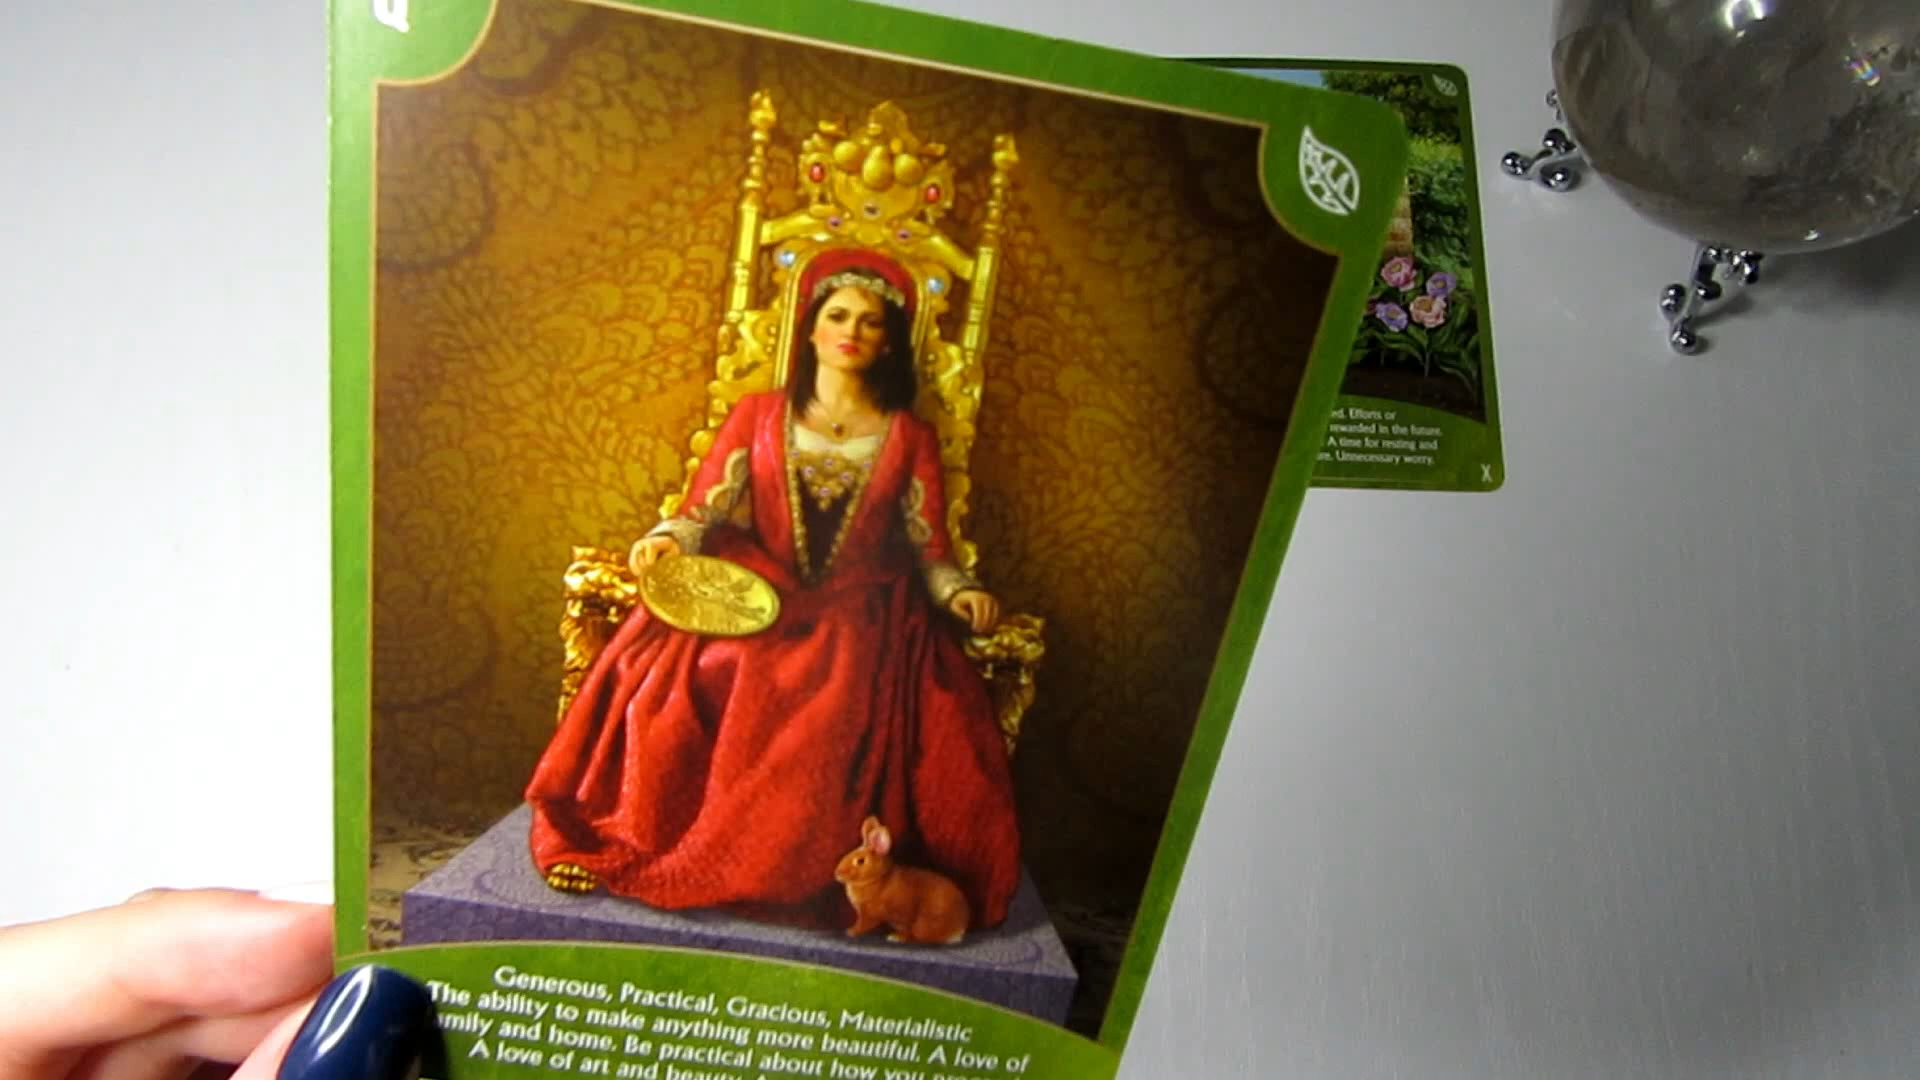 Generous, Practical, Gracious, Materialistic
The ability to make anything more beautiful. A love of
mily and home. Be practical about how you
A love of art and beauty.
ed. Efforts or
rewarded in the future.
A time for resting and
re. Unnecessary worry.